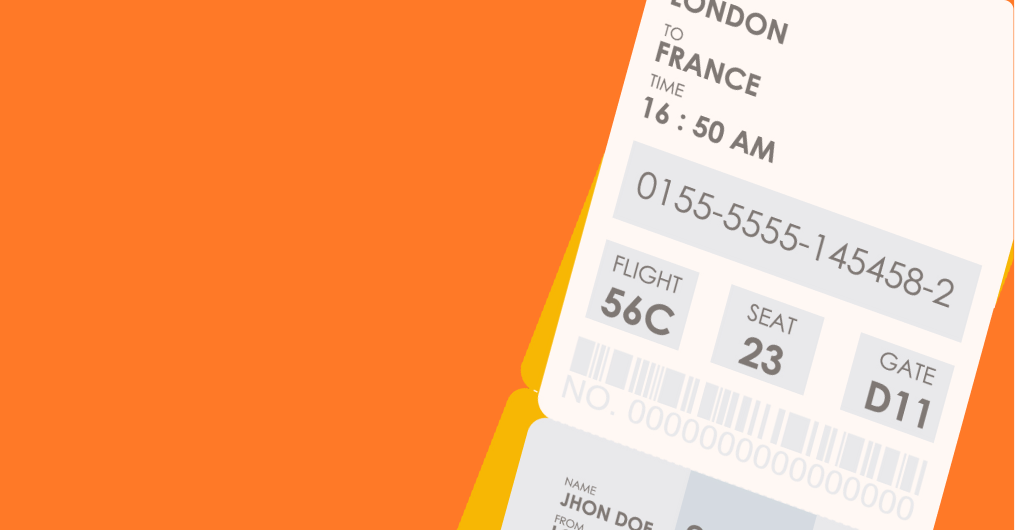 LONDON
TO
FRANCE
TIME
16 : 50 AM
0155-5555-145458-2
FLIGHT
56C
SEAT
23
GATE
D11
NO. 0000000000000000
NAME
JHON DOE
FROM